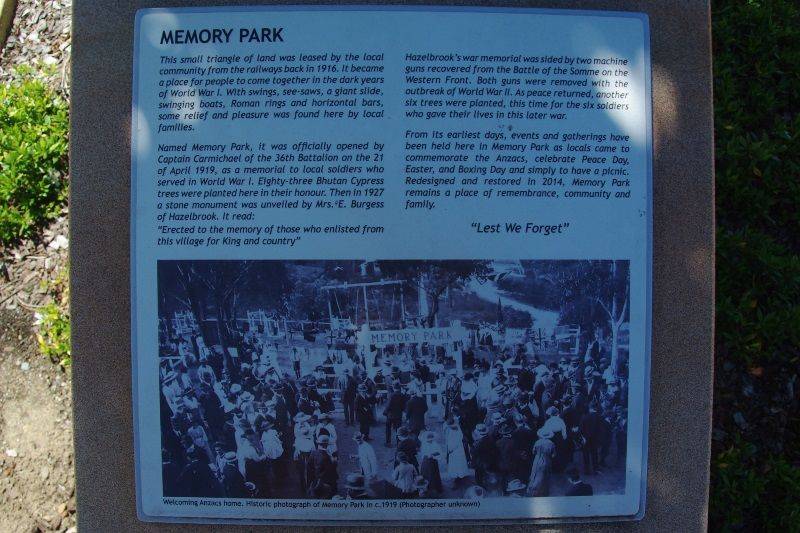 MEMORY PARK
This small triangle of land was leased by the local
community from the railways back in 1916. It became
a place for people to come together in the dark years
of World War I. With swings, see-saws, a giant slide,
swinging boats, Roman rings and horizontal bars,
some relief and pleasure was found here by local
families.
Named Memory Park, it was officially opened by
Captain Carmichael of the 36th Battalion on the 21
of April 1919, as a memorial to local soldiers who
served in World War I. Eighty-three Bhutan Cypress
trees were planted here in their honour. Then in 1927
a stone monument was unveiled by Mrs. E. Burgess
of Hazelbrook. It read:
"Erected to the memory of those who enlisted from
this village for King and country"
Hazelbrook's war memorial was sided by two machine
guns recovered from the Battle of the Somme on the
Western Front. Both guns were removed with the
outbreak of World War II. As peace returned, another
six trees were planted, this time for the six soldiers
who gave their lives in this later war.
From its earliest days, events and gatherings have
been held here in Memory Park as locals came to
commemorate the Anzacs, celebrate Peace Day,
Easter, and Boxing Day and simply to have a picnic.
Redesigned and restored in 2014, Memory Park
remains a place of remembrance, community and
family.
"Lest We Forget"
MEMORY PARK
Welcoming Anzacs home. Historic photograph of Memory Park in c.1919 (Photographer unknown)